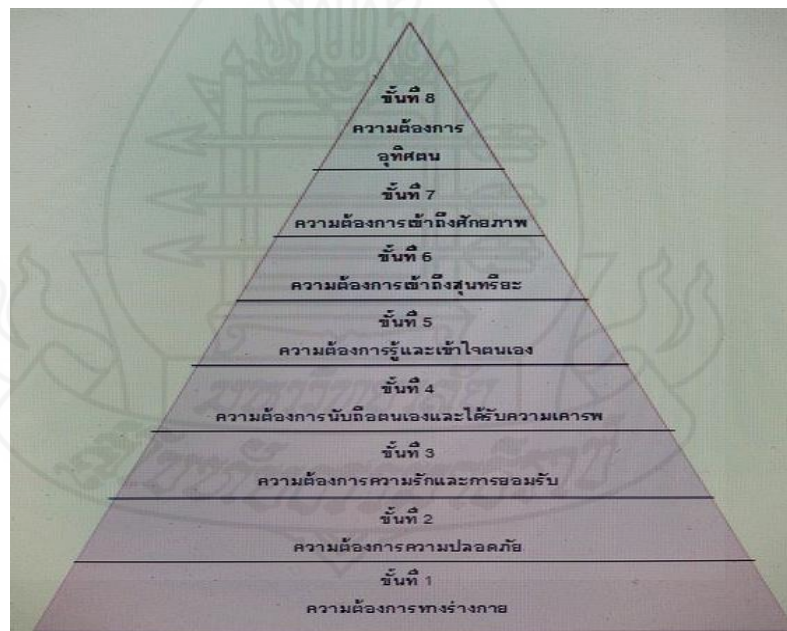 ขั้นที่ 8
ความต้องการ
อุทิศตน
ขั้นที่ 7
ความต้องการเข้าถึงศักยภาพ
ขั้นที่ 6
ความต้องการเข้าถึงสุนทรียะ
ขั้นที่ 5
ความต้องการรู้และเข้าใจตนเอง
ขั้นที่ 4
ความต้องการนับถือตนเองและได้รับความเคารพ
ขั้นที่ 3
ความต้องการความรักและการยอมรับ
ขั้นที่ 2
ความต้องการความปลอดภัย
ขั้นที่ 1
ความต้องการทางร่างกาย
มหาวิทยาลัย